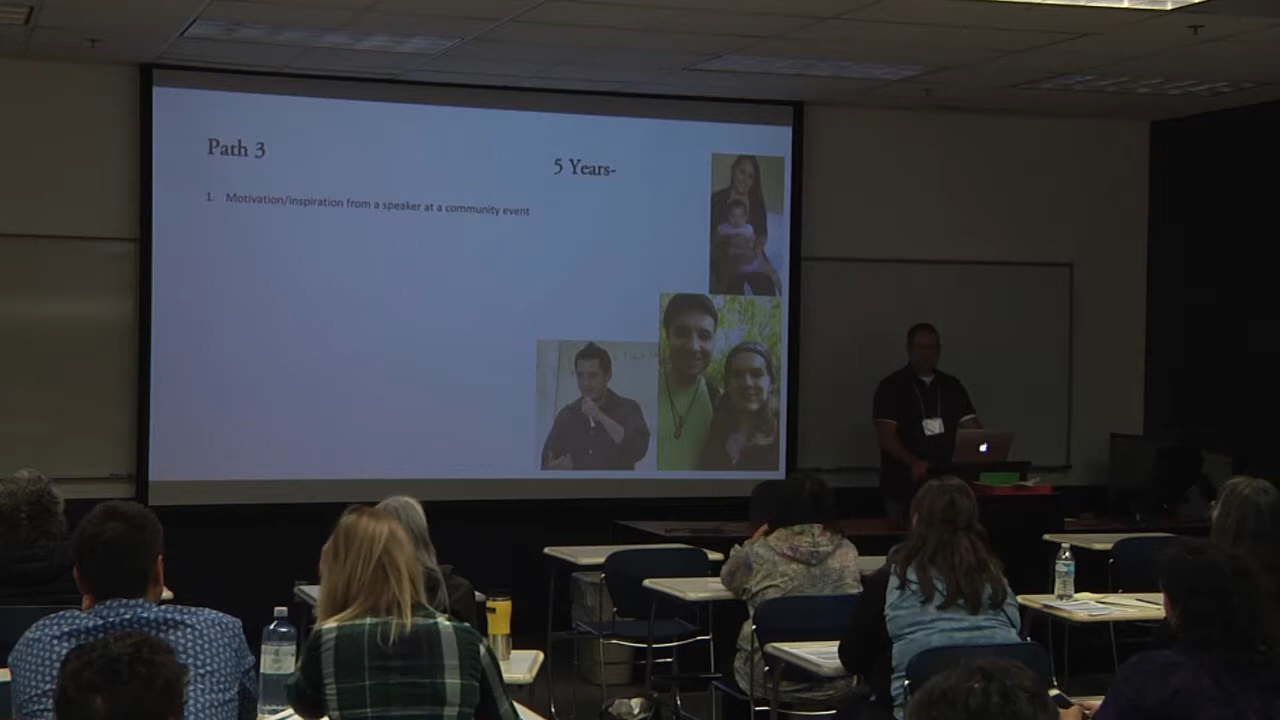 Path 3
5 Years-
1. Motivation/inspiration from a speaker at a community event